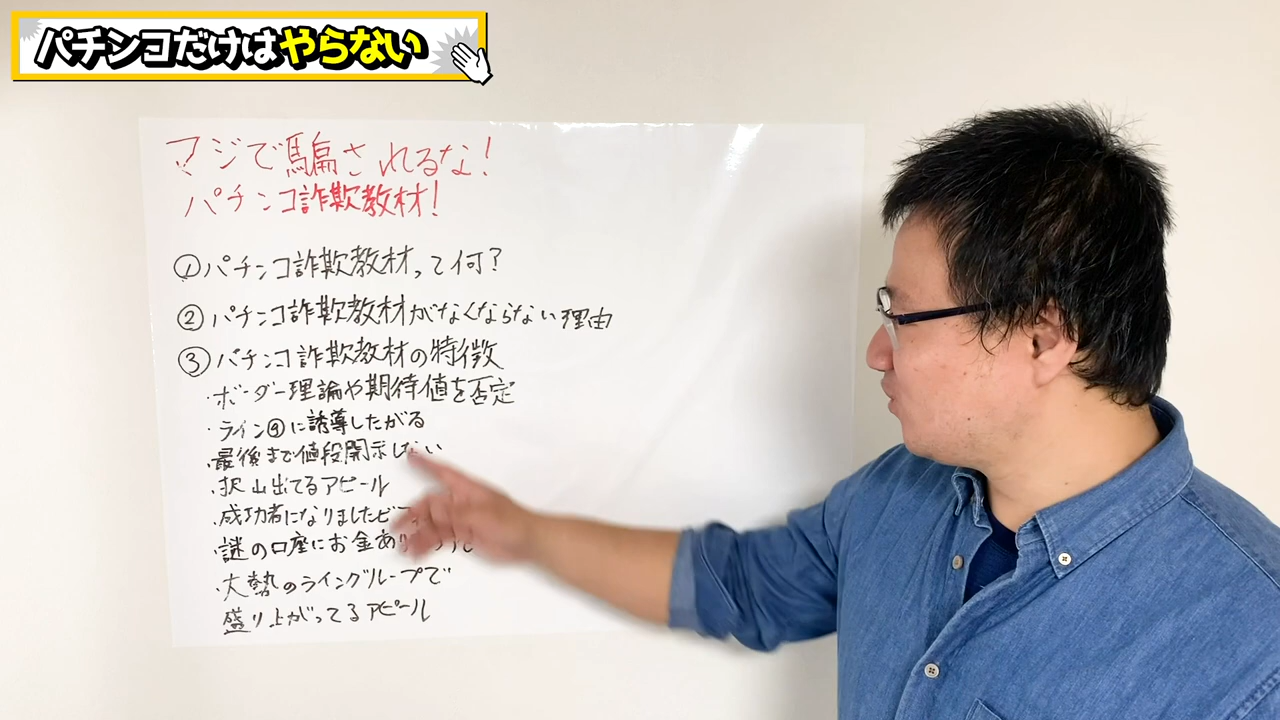 パチンコだけはやらない
マジで騙されるな!
パチンコ詐欺教材!
①パチンコ詐欺教材って何?
②パチンコ詐欺教材がなくならない理由
③パチンコ詐欺教材の特徴
・ボーダー理論や期待値を否定
・ライン@に誘導したがる
・最後まで値段開示しない
・沢山出てるアピール
・成功者になりました
・謎の口座にお金あ
・大勢のライングループで
盛り上がってるアピール